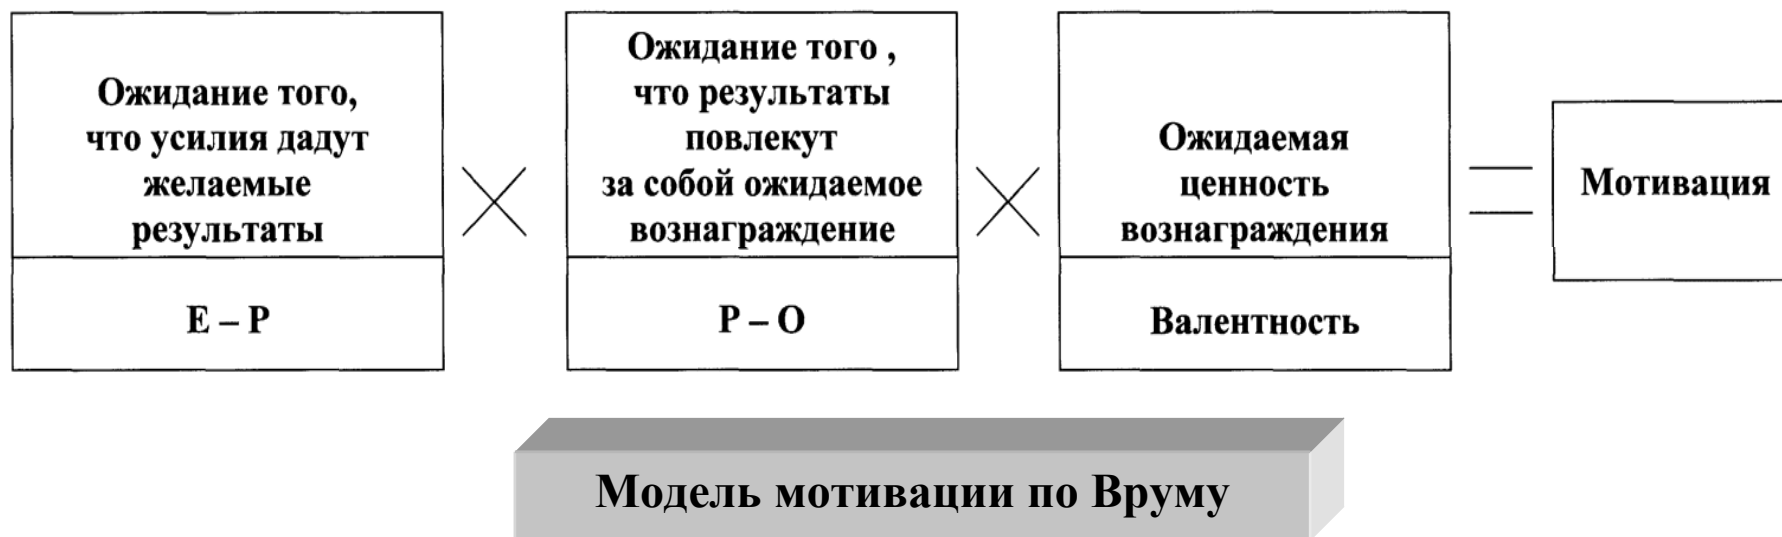 Ожидание того,
что усилия дадут
желаемые
результаты
E – P
Ожидание того ,
что результаты
повлекут
за собой ожидаемое
вознаграждение
P – O
Ожидаемая
ценность
вознаграждения
Валентность
Мотивация
Модель мотивации по Вруму